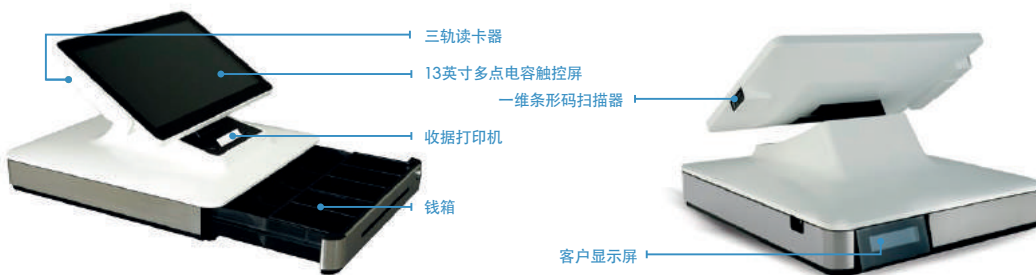 三轨读卡器
13英寸多点电容触控屏
一维条形码扫描器
收据打印机
钱箱
客户显示屏